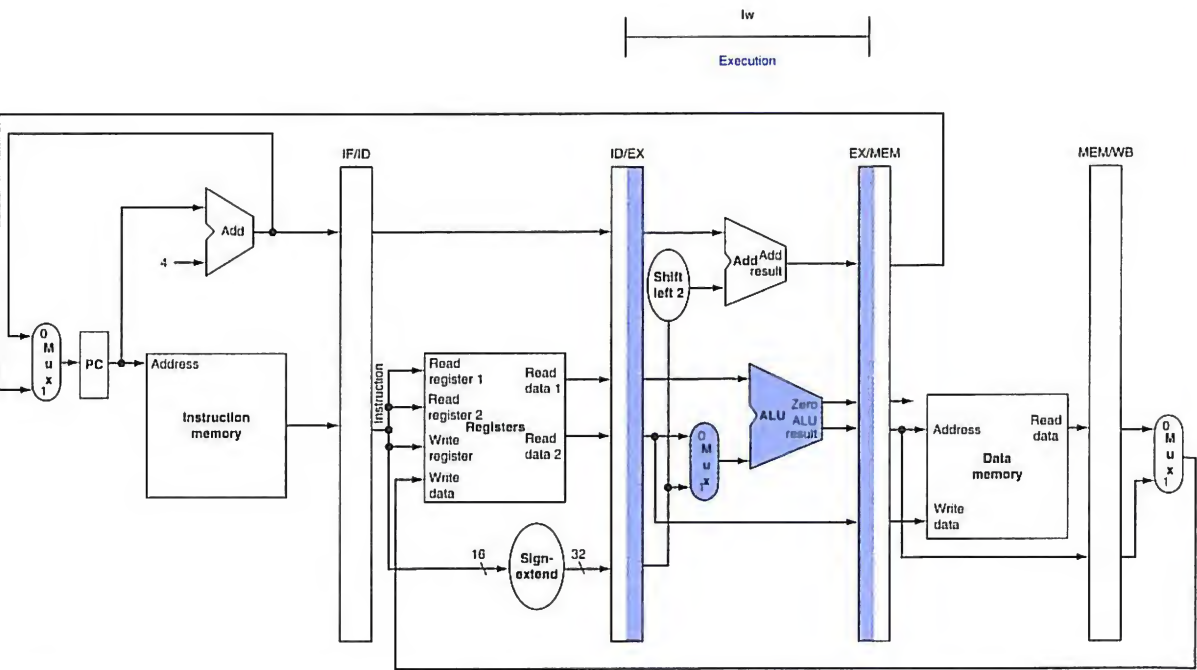 lw
Execution
IF/ID
ID/EX
EX/MEM
MEM/WB
Add
4
Shift
left 2
Add
Add
result
0
M
u
x
1
PC
Address
Instruction
memory
Instruction
Read
register 1
Read
register 2
Registers
Write
register
Write
data
Read
data 1
Read
data 2
16
Sign-
extend
32
0
M
u
x
1
ALU
Zero
ALU
result
Address
Read
data
Data
memory
Write
data
0
M
u
x
1